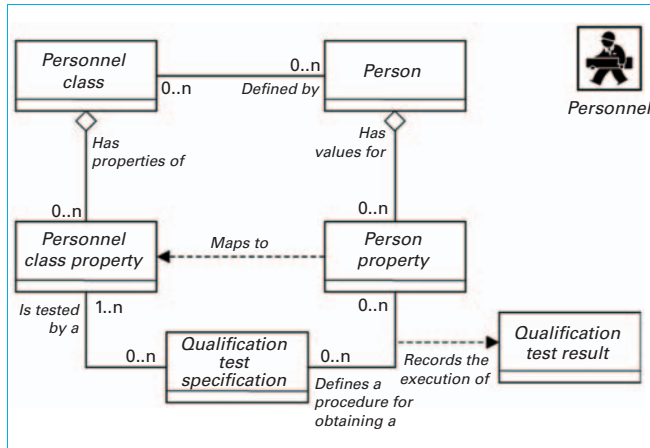 Personnel
class
0..n
0..n
Defined by
Person
Personnel
Has
properties of
Has
values for
0..n
0..n
Personnel
class property
Maps to
Person
property
Is tested
by a
1..n
0..n
0..n
Qualification
test
specification
0..n
Defines a
procedure for
obtaining a
Records the
execution of
Qualification
test result